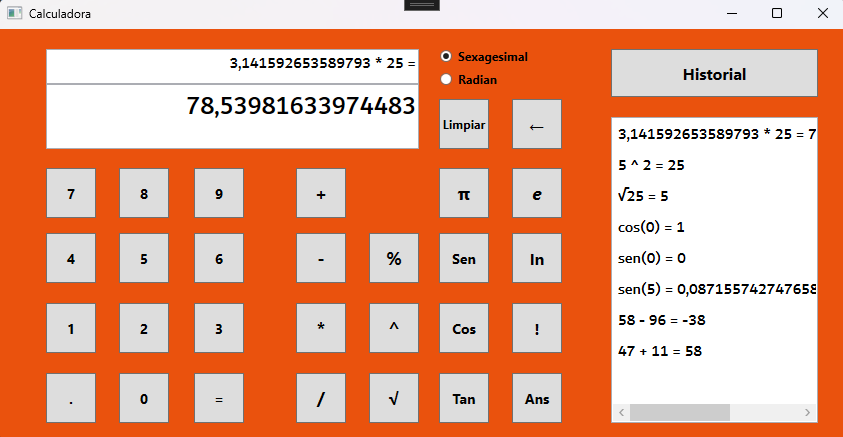 Calculadora
3,141592653589793 * 25 =
78,53981633974483
Sexagesimal
Radian
Historial
Limpiar ←
7 8 9 + π e
4 5 6 - % Sen ln
1 2 3 * ^ Cos !
. 0 = / √ Tan Ans
3,141592653589793 * 25 = 7
5 ^ 2 = 25
√25 = 5
cos(0) = 1
sen(0) = 0
sen(5) = 0,087155742747658
58 - 96 = -38
47 + 11 = 58